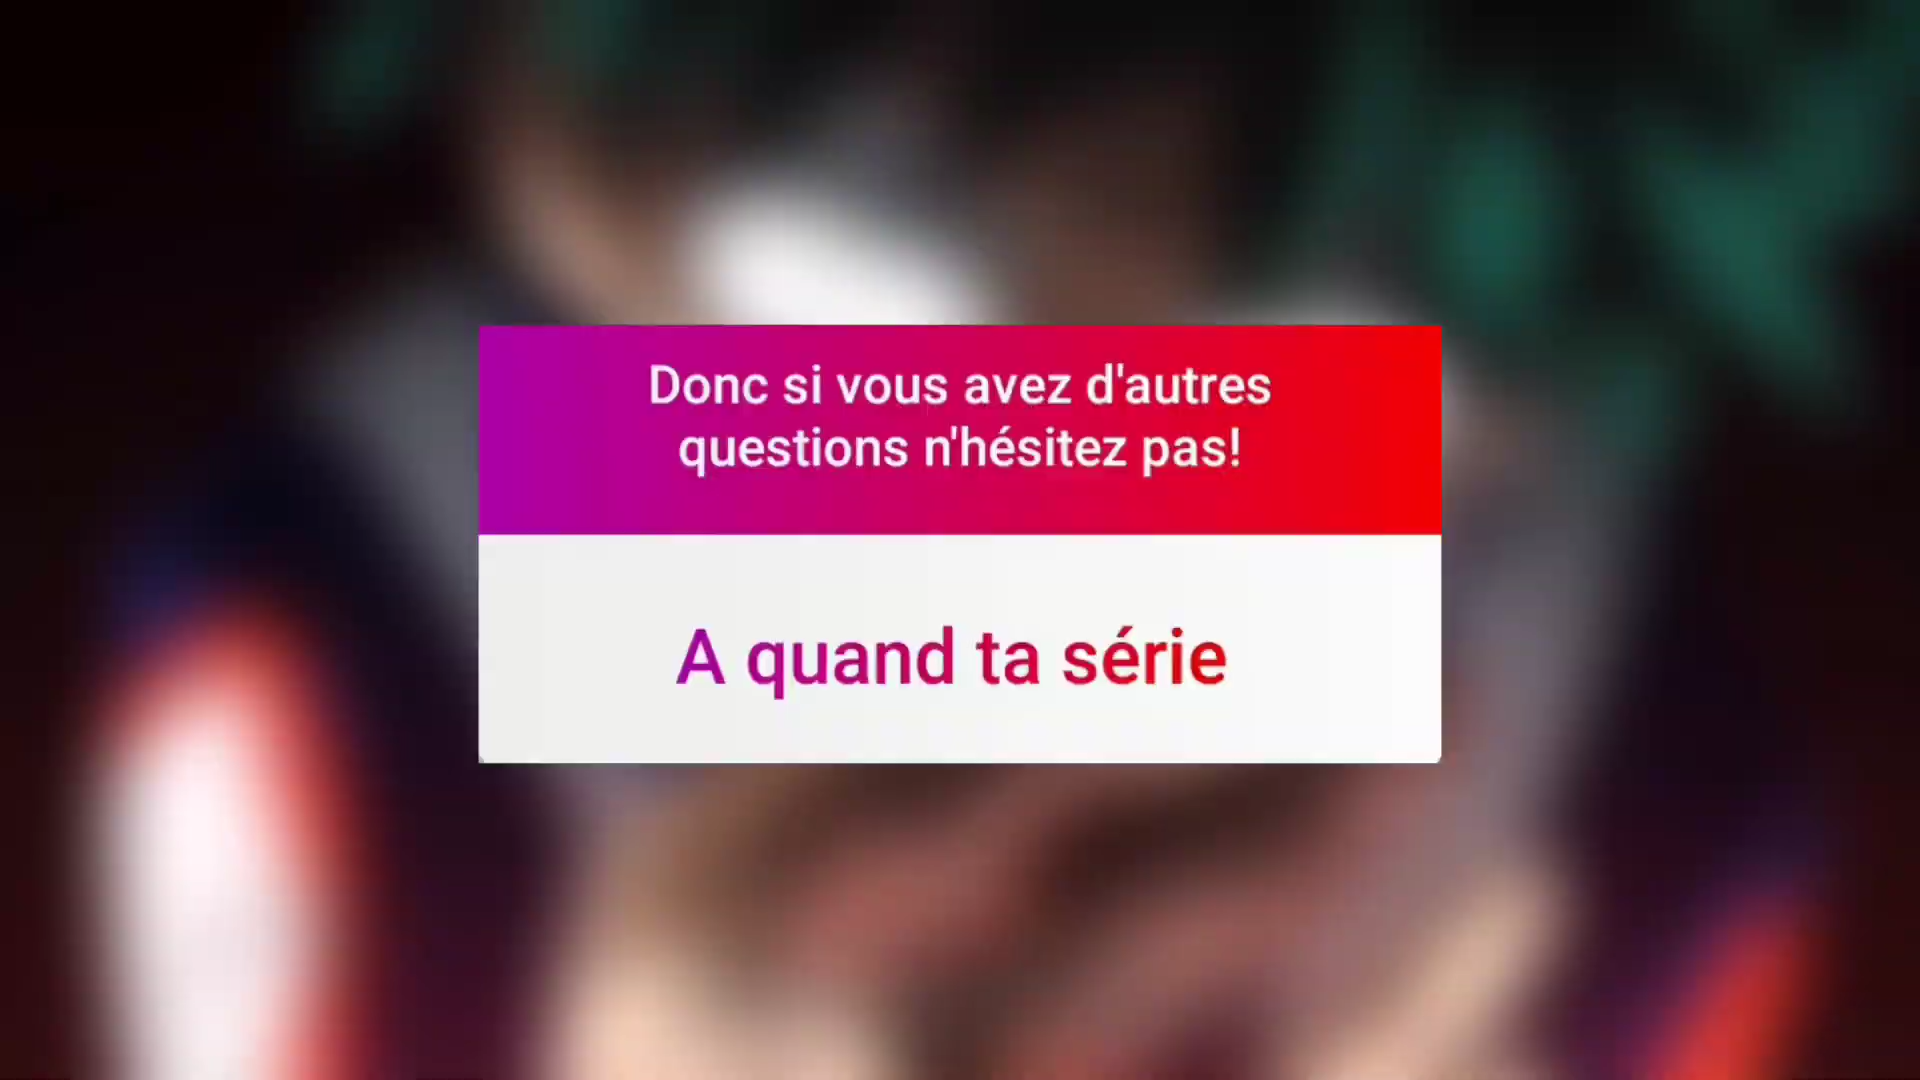 Donc si vous avez d'autres
questions n'hésitez pas!
A quand ta série